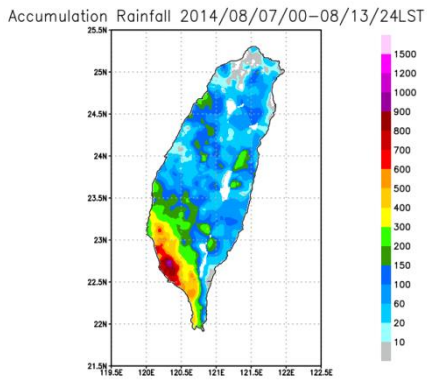 Accumulation Rainfall 2014/08/07/00-08/13/24LST
25.5N
25N
24.5N
24N
23.5N
23N
22.5N
22N
21.5N
119.5E 120E 120.5E 121E 121.5E 122E 122.5E
1500
1200
1000
900
800
700
600
500
400
300
200
150
100
60
20
10